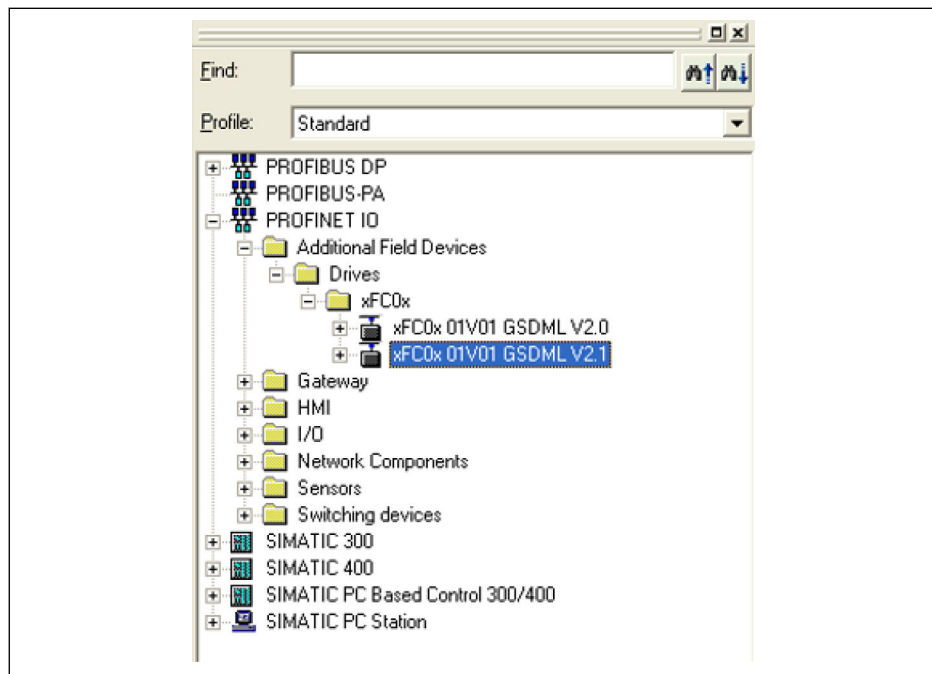 Find:
Profile: Standard
PROFIBUS DP
PROFIBUS-PA
PROFINET IO
Additional Field Devices
Drives
xFC0x
xFC0x 01V01 GSDML V2.0
xFC0x 01V01 GSDML V2.1
Gateway
HMI
I/O
Network Components
Sensors
Switching devices
SIMATIC 300
SIMATIC 400
SIMATIC PC Based Control 300/400
SIMATIC PC Station